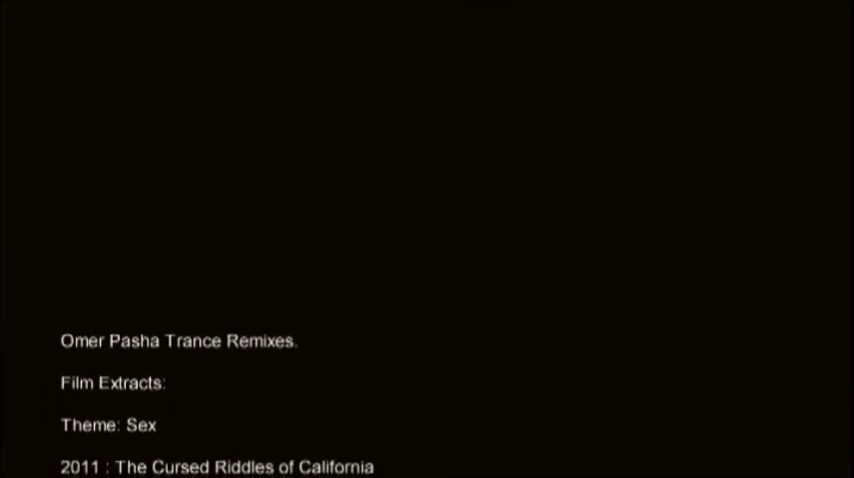 Omer Pasha Trance Remixes.
Film Extracts:
Theme: Sex
2011 : The Cursed Riddles of California